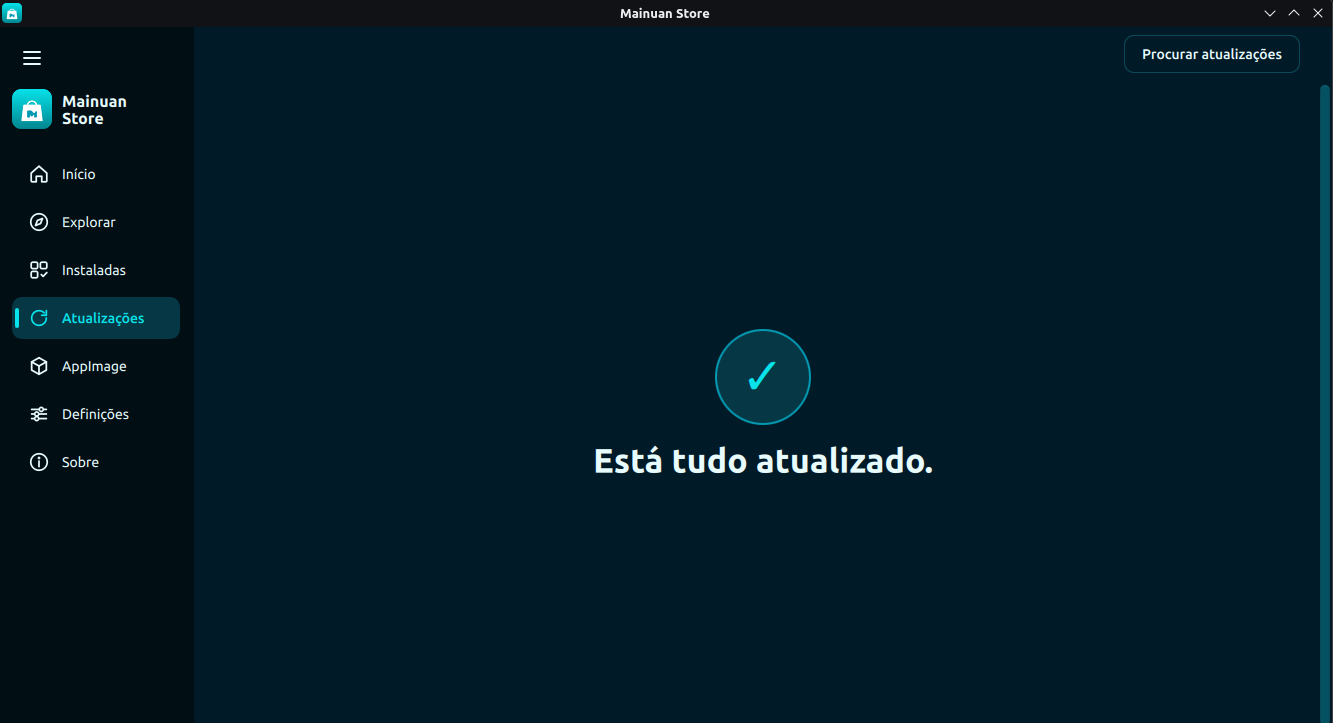 Mainuan Store
Procurar atualizações
Mainuan
Store
Início
Explorar
Instaladas
Atualizações
AppImage
Definições
Sobre
✓
Está tudo atualizado.